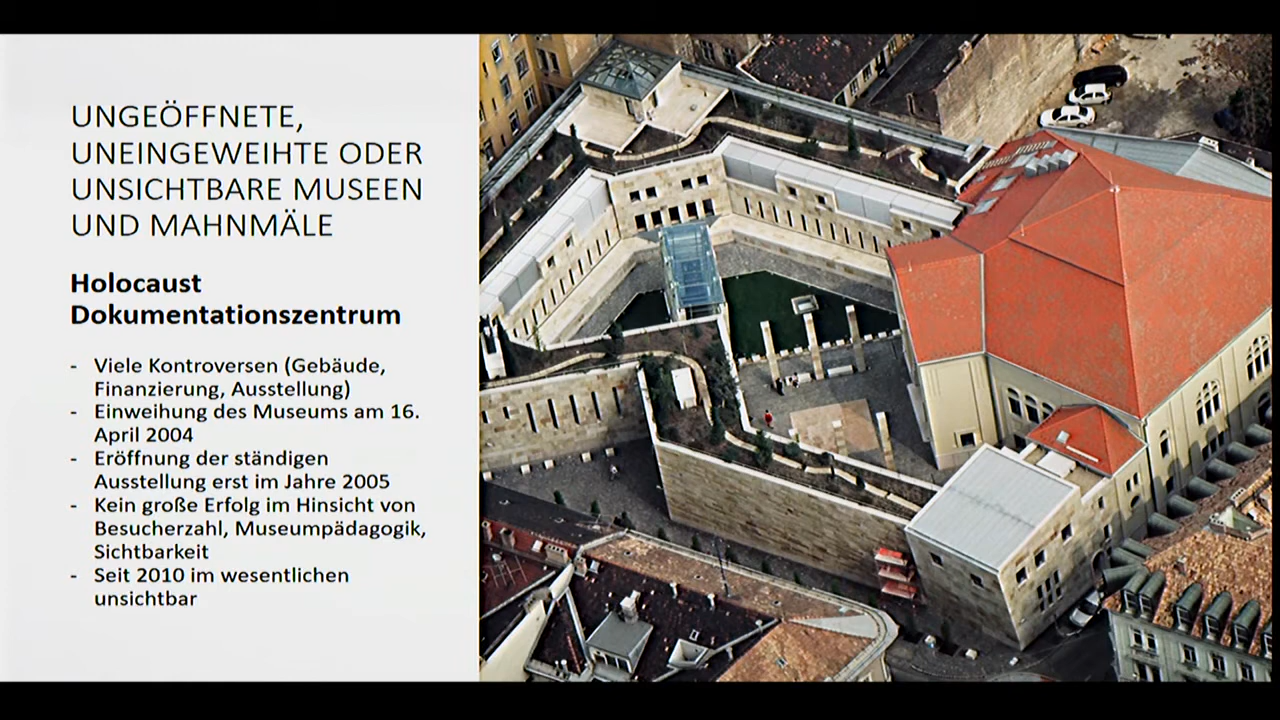 UNGEÖFFNETE,
UNEINGEWEIHTE ODER
UNSICHTBARE MUSEEN
UND MAHNMÄLE
Holocaust
Dokumentationszentrum
- Viele Kontroversen (Gebäude,
Finanzierung, Ausstellung)
- Einweihung des Museums am 16.
April 2004
- Eröffnung der ständigen
Ausstellung erst im Jahre 2005
- Kein große Erfolg im Hinsicht von
Besucherzahl, Museumpädagogik,
Sichtbarkeit
- Seit 2010 im wesentlichen
unsichtbar